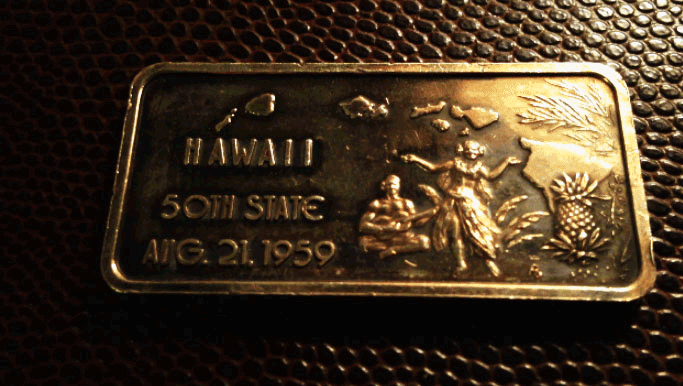 HAWAII
50TH STATE
AUG. 21, 1959